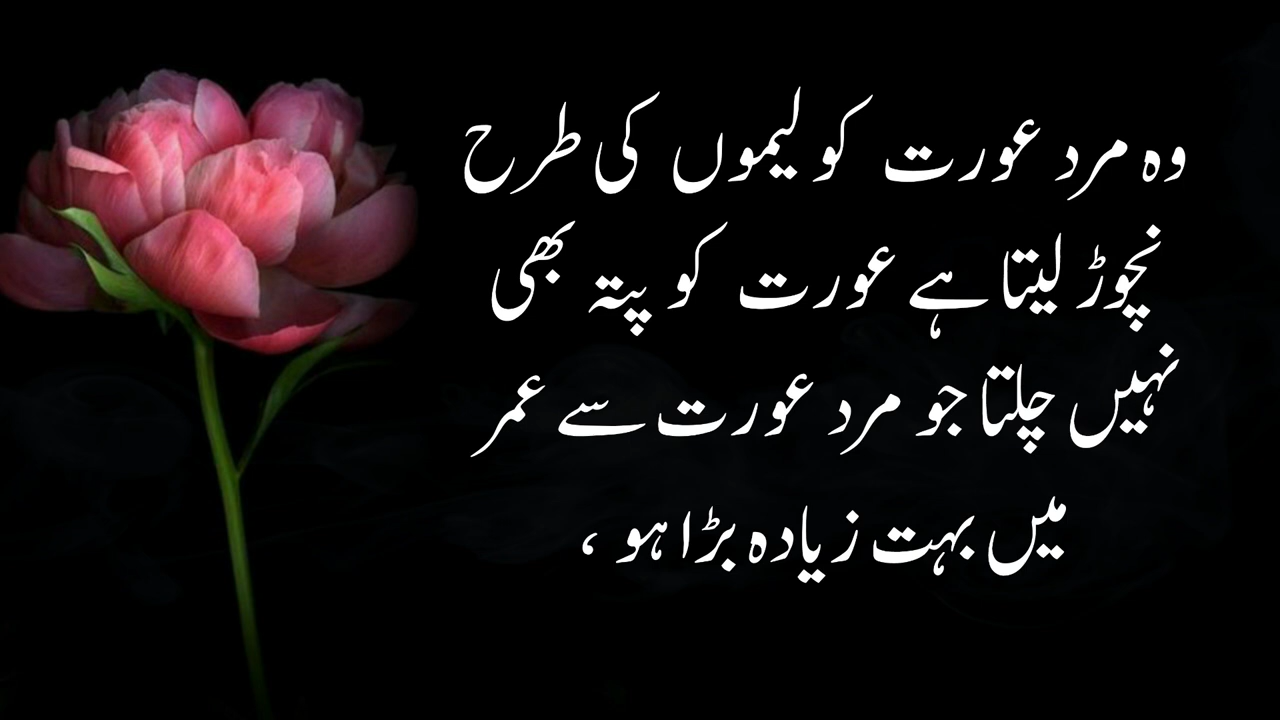 وہ مرد عورت کو لیموں کی طرح
نچوڑ لیتا ہے عورت کو پتہ بھی
نہیں چلتا جو مرد عورت سے عمر
میں بہت زیادہ بڑا ہو ،